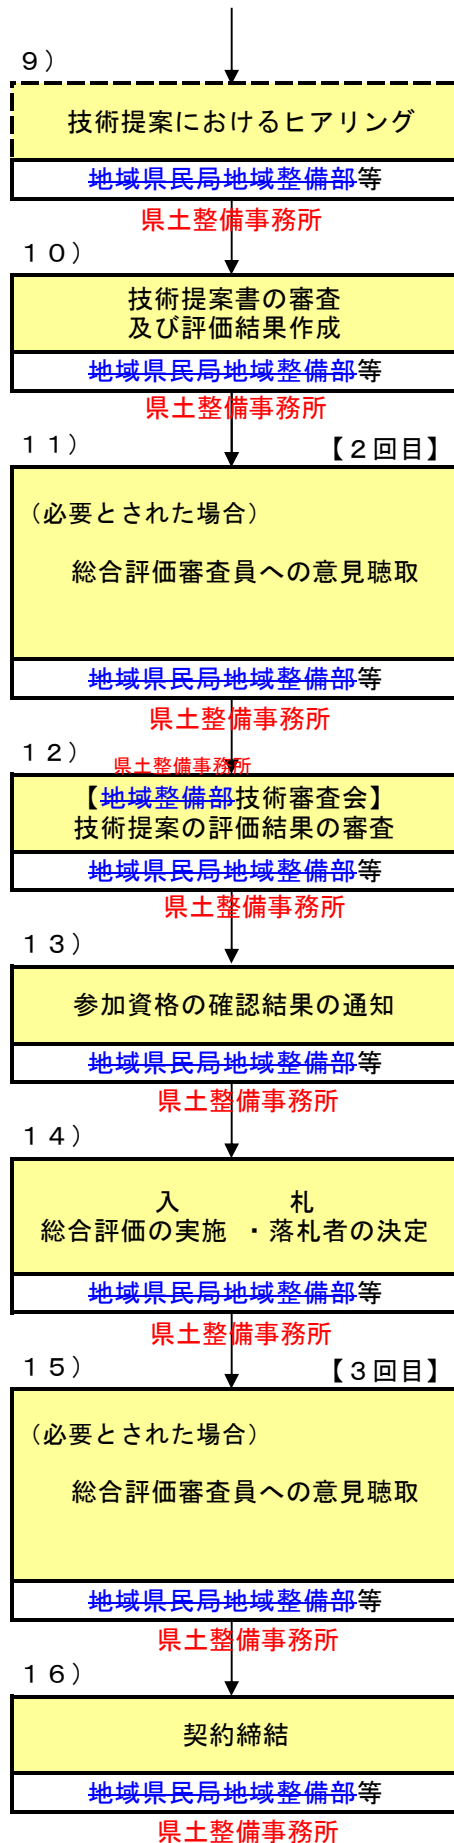 ９）
技術提案におけるヒアリング
地域県民局地域整備部等
県土整備事務所
１０）
技術提案書の審査
及び評価結果作成
地域県民局地域整備部等
県土整備事務所
１１）
【２回目】
（必要とされた場合）
総合評価審査員への意見聴取
地域県民局地域整備部等
県土整備事務所
１２）
県土整備事務所
【地域整備部技術審査会】
技術提案の評価結果の審査
地域県民局地域整備部等
県土整備事務所
１３）
参加資格の確認結果の通知
地域県民局地域整備部等
県土整備事務所
１４）
入　　　　札
総合評価の実施　・落札者の決定
地域県民局地域整備部等
県土整備事務所
１５）
【３回目】
（必要とされた場合）
総合評価審査員への意見聴取
地域県民局地域整備部等
県土整備事務所
１６）
契約締結
地域県民局地域整備部等
県土整備事務所